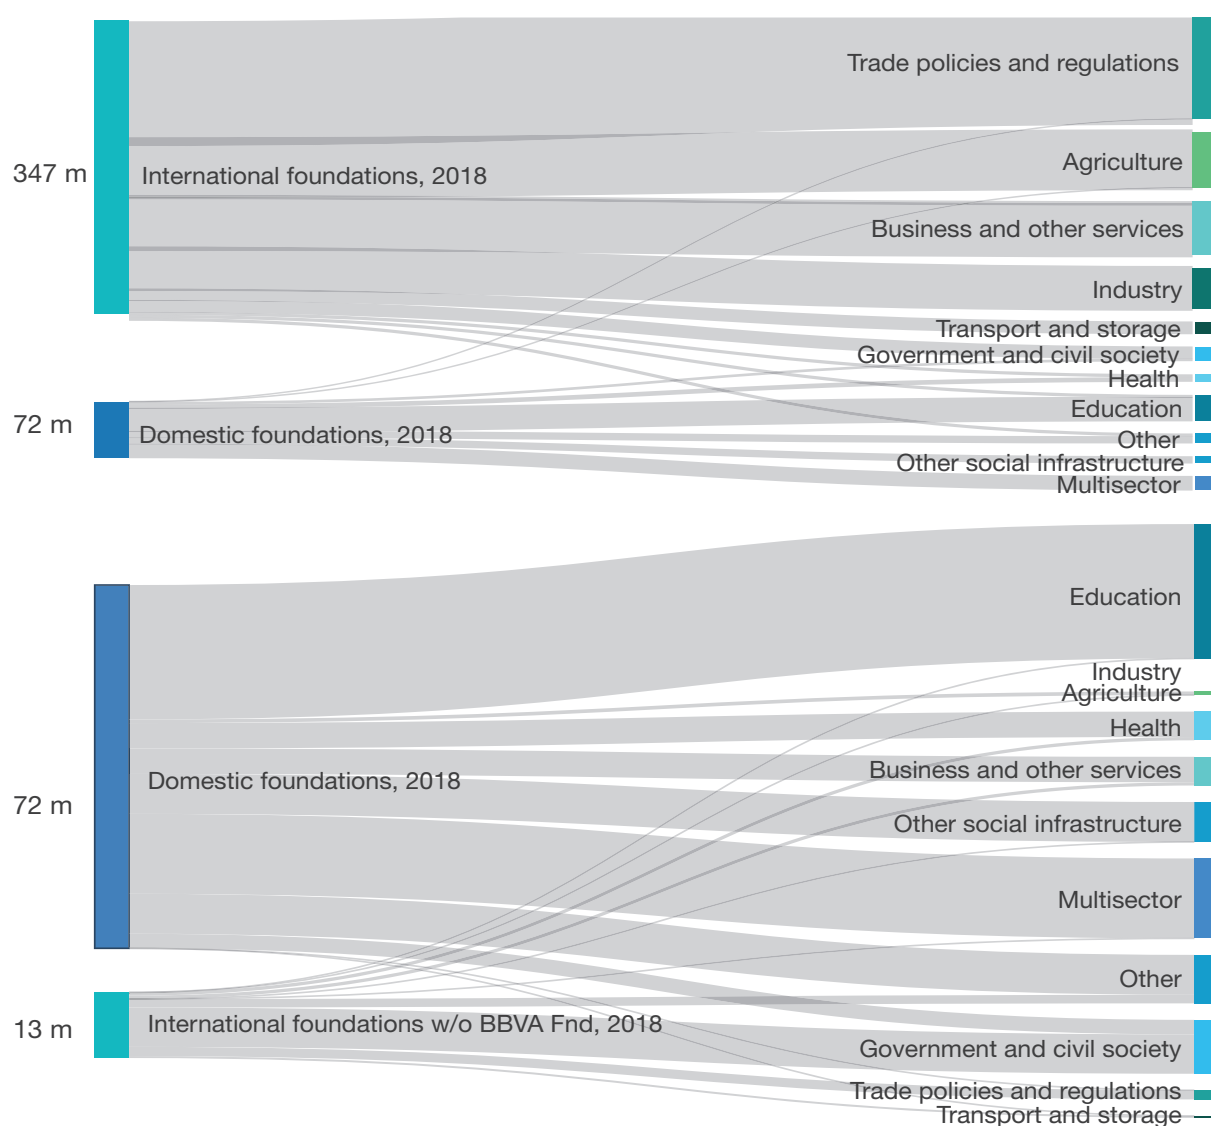 Trade policies and regulations
Agriculture
347 m
International foundations, 2018
Business and other services
Industry
Transport and storage
Government and civil society
Health
Education
72 m
Domestic foundations, 2018
Other
Other social infrastructure
Multisector
Education
Industry
Agriculture
Health
Business and other services
72 m
Domestic foundations, 2018
Other social infrastructure
Multisector
Other
13 m
International foundations w/o BBVA Fnd, 2018
Government and civil society
Trade policies and regulations
Transport and storage